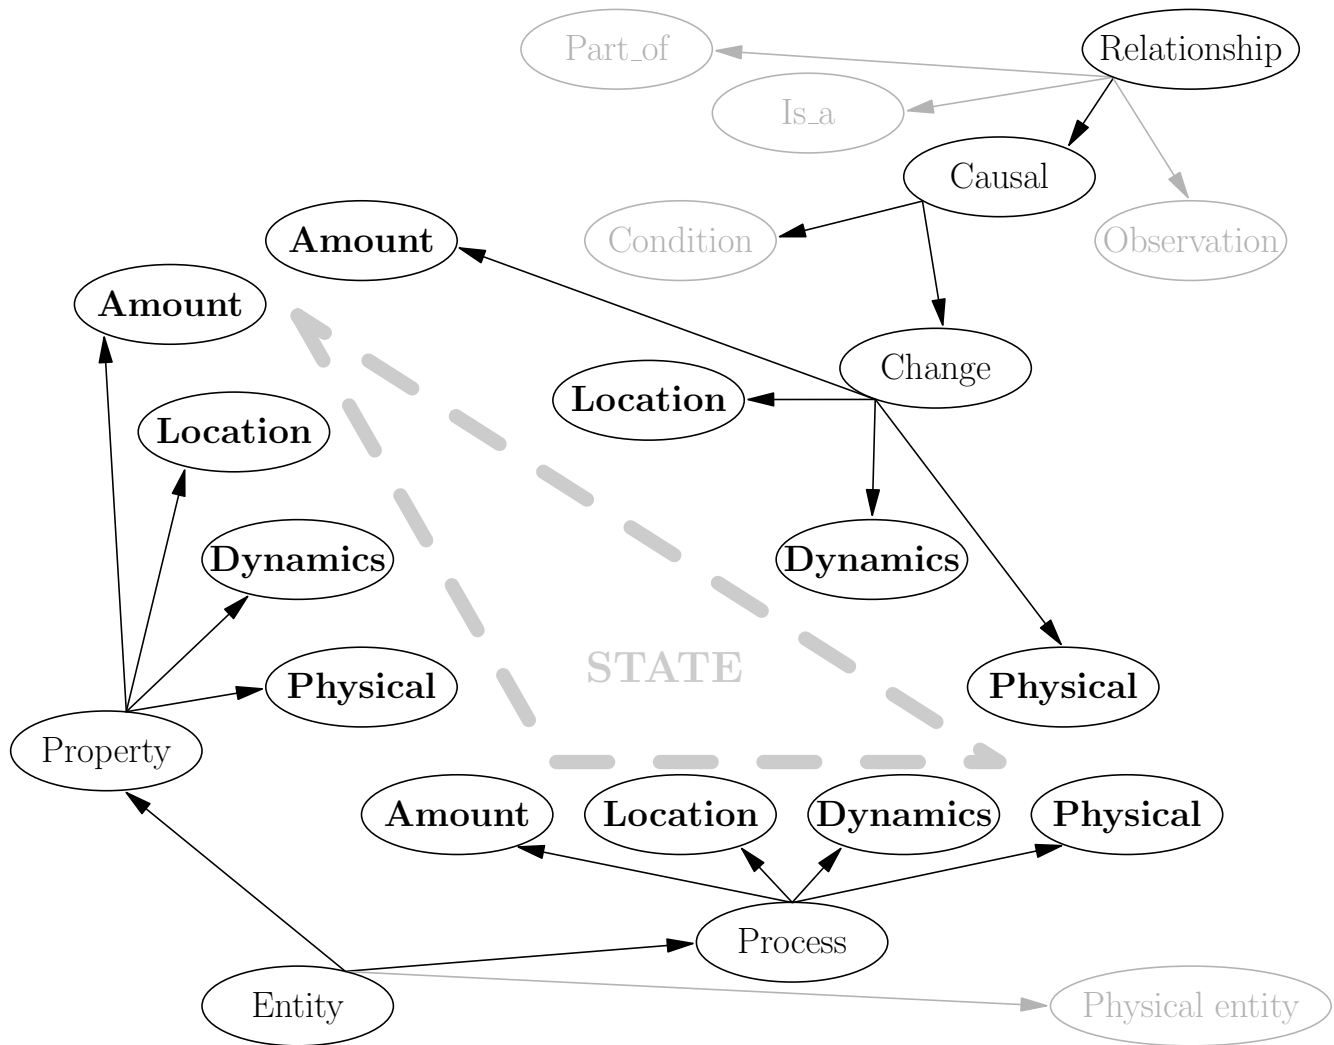 Part_of
Relationship
Is_a
Causal
Amount
Condition
Observation
Amount
Change
Location
Location
Dynamics
Dynamics
STATE
Physical
Physical
Property
Amount
Location
Dynamics
Physical
Process
Entity
Physical entity